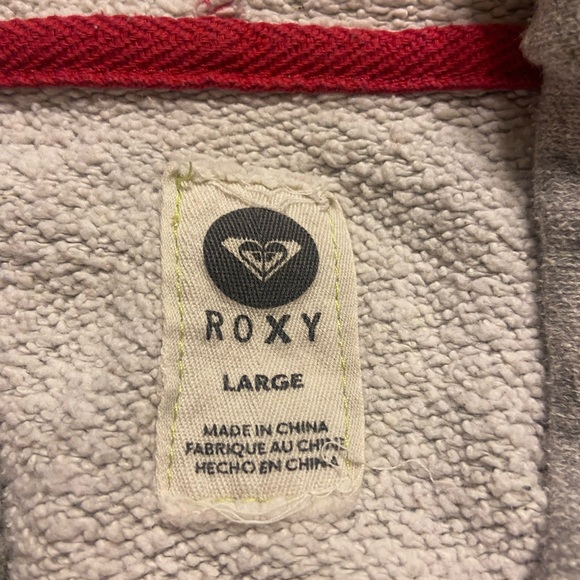 ROXY
LARGE
MADE IN CHINA
FABRIQUE AU CHINE
HECHO EN CHINA